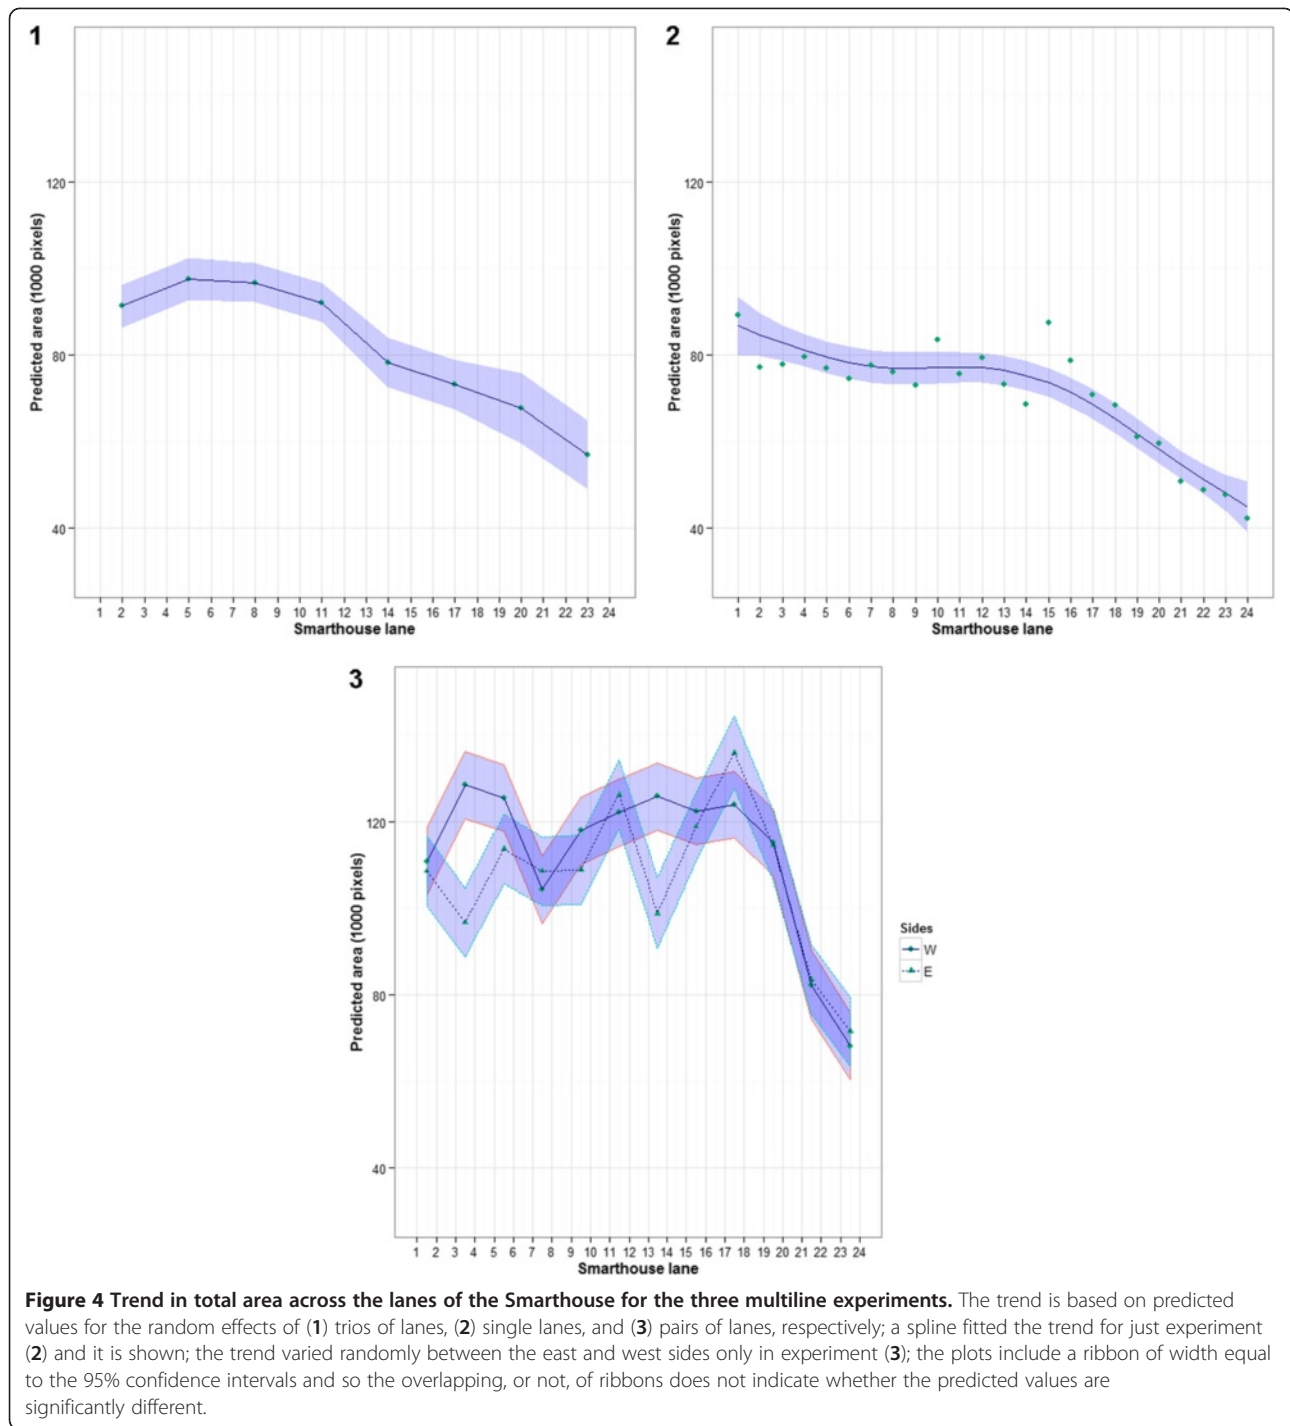 1
Predicted area (1000 pixels)
120
80
40
1 2 3 4 5 6 7 8 9 10 11 12 13 14 15 16 17 18 19 20 21 22 23 24
Smarthouse lane
2
Predicted area (1000 pixels)
120
80
40
1 2 3 4 5 6 7 8 9 10 11 12 13 14 15 16 17 18 19 20 21 22 23 24
Smarthouse lane
3
Predicted area (1000 pixels)
120
80
40
1 2 3 4 5 6 7 8 9 10 11 12 13 14 15 16 17 18 19 20 21 22 23 24
Smarthouse lane
Sides
W
E
Figure 4 Trend in total area across the lanes of the Smarthouse for the three multiline experiments. The trend is based on predicted
values for the random effects of (1) trios of lanes, (2) single lanes, and (3) pairs of lanes, respectively; a spline fitted the trend for just experiment
(2) and it is shown; the trend varied randomly between the east and west sides only in experiment (3); the plots include a ribbon of width equal
to the 95% confidence intervals and so the overlapping, or not, of ribbons does not indicate whether the predicted values are
significantly different.